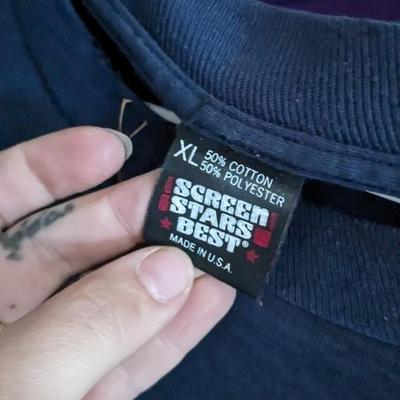 XL 50% COTTON
50% POLYESTER
SCREEN
STARS
BEST®
MADE IN U.S.A.